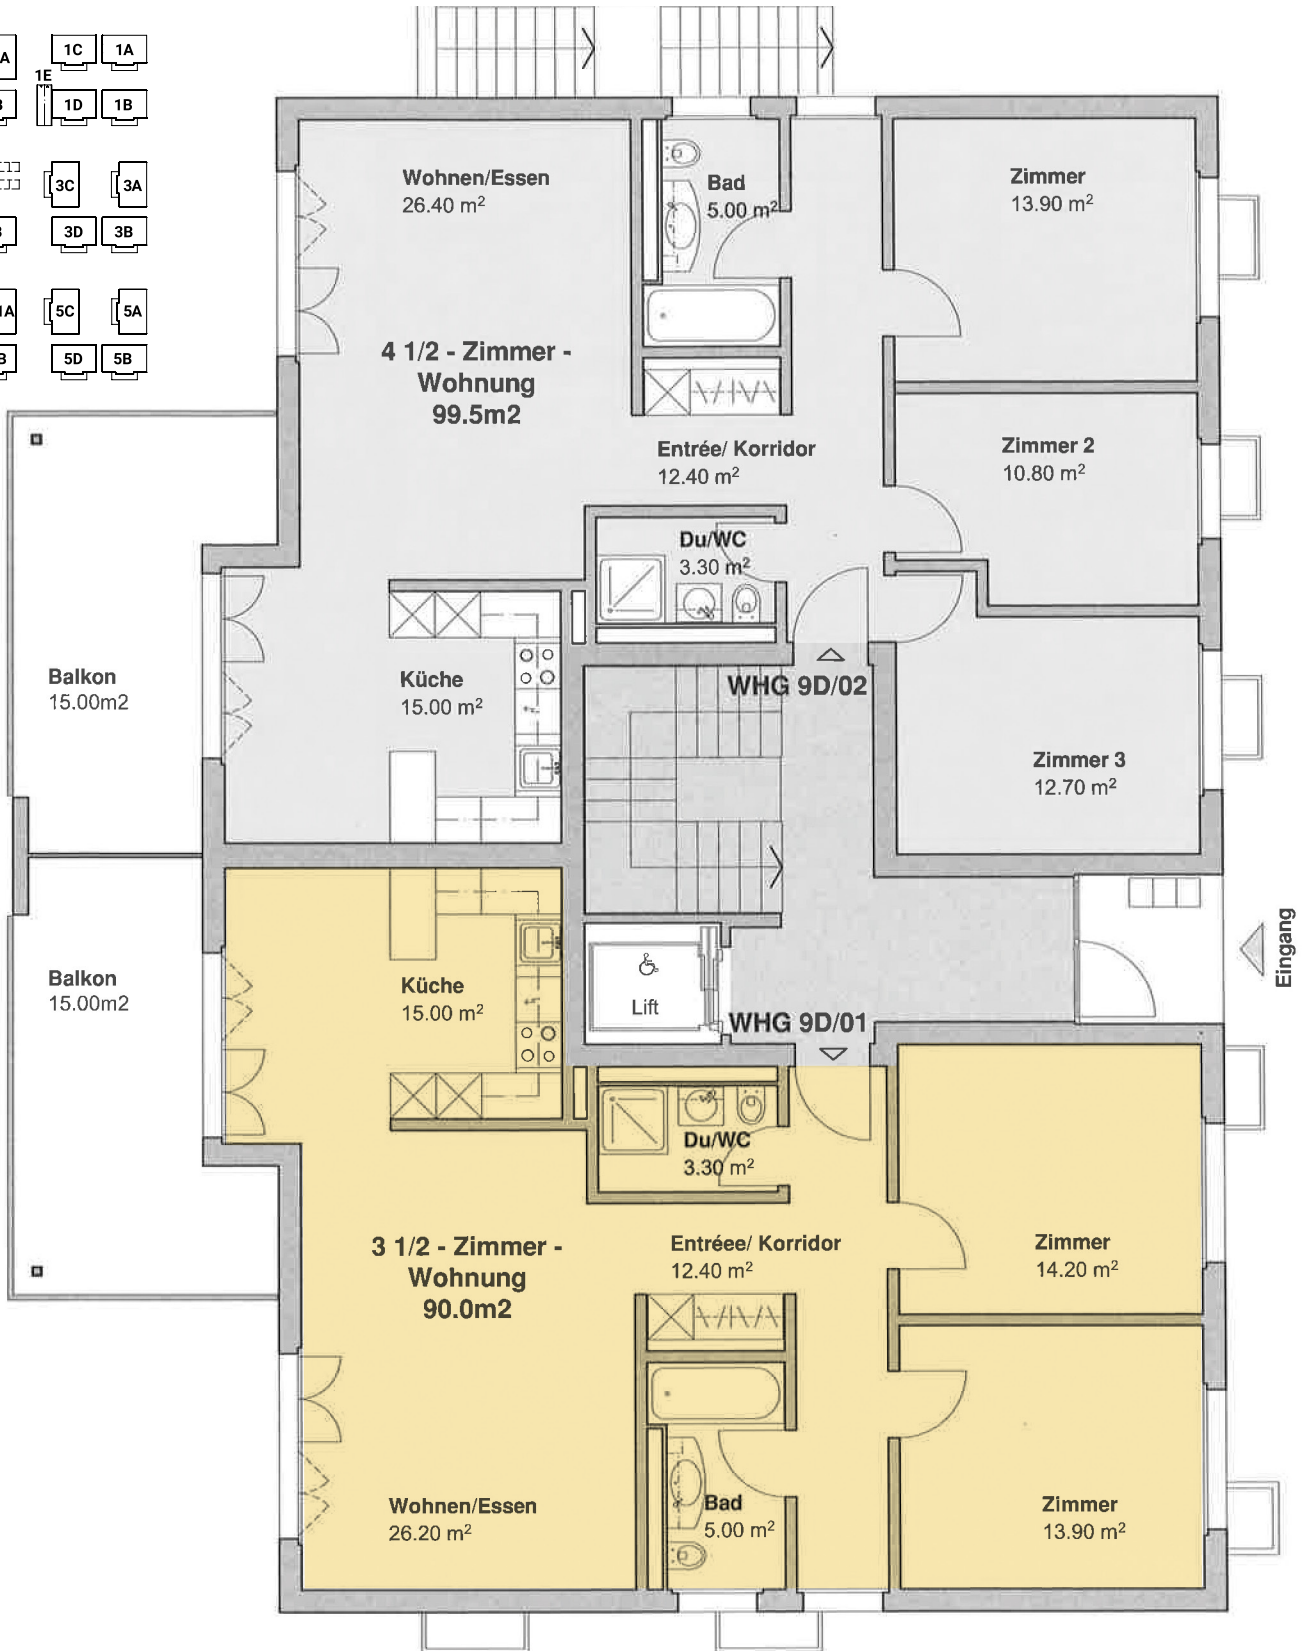 A
1C
1A
1E
1D
1B
3C
3A
3D
3B
5C
5A
5D
5B
B
Wohnen/Essen
26.40 m²
Bad
5.00 m²
Zimmer
13.90 m²
4 1/2 - Zimmer -
Wohnung
99.5m2
Entrée/ Korridor
12.40 m²
Zimmer 2
10.80 m²
Du/WC
3.30 m²
Balkon
15.00m2
Küche
15.00 m²
WHG 9D/02
Zimmer 3
12.70 m²
Eingang
Balkon
15.00m2
Küche
15.00 m²
Lift
WHG 9D/01
Du/WC
3.30 m²
3 1/2 - Zimmer -
Wohnung
90.0m2
Entréee/ Korridor
12.40 m²
Zimmer
14.20 m²
Wohnen/Essen
26.20 m²
Bad
5.00 m²
Zimmer
13.90 m²